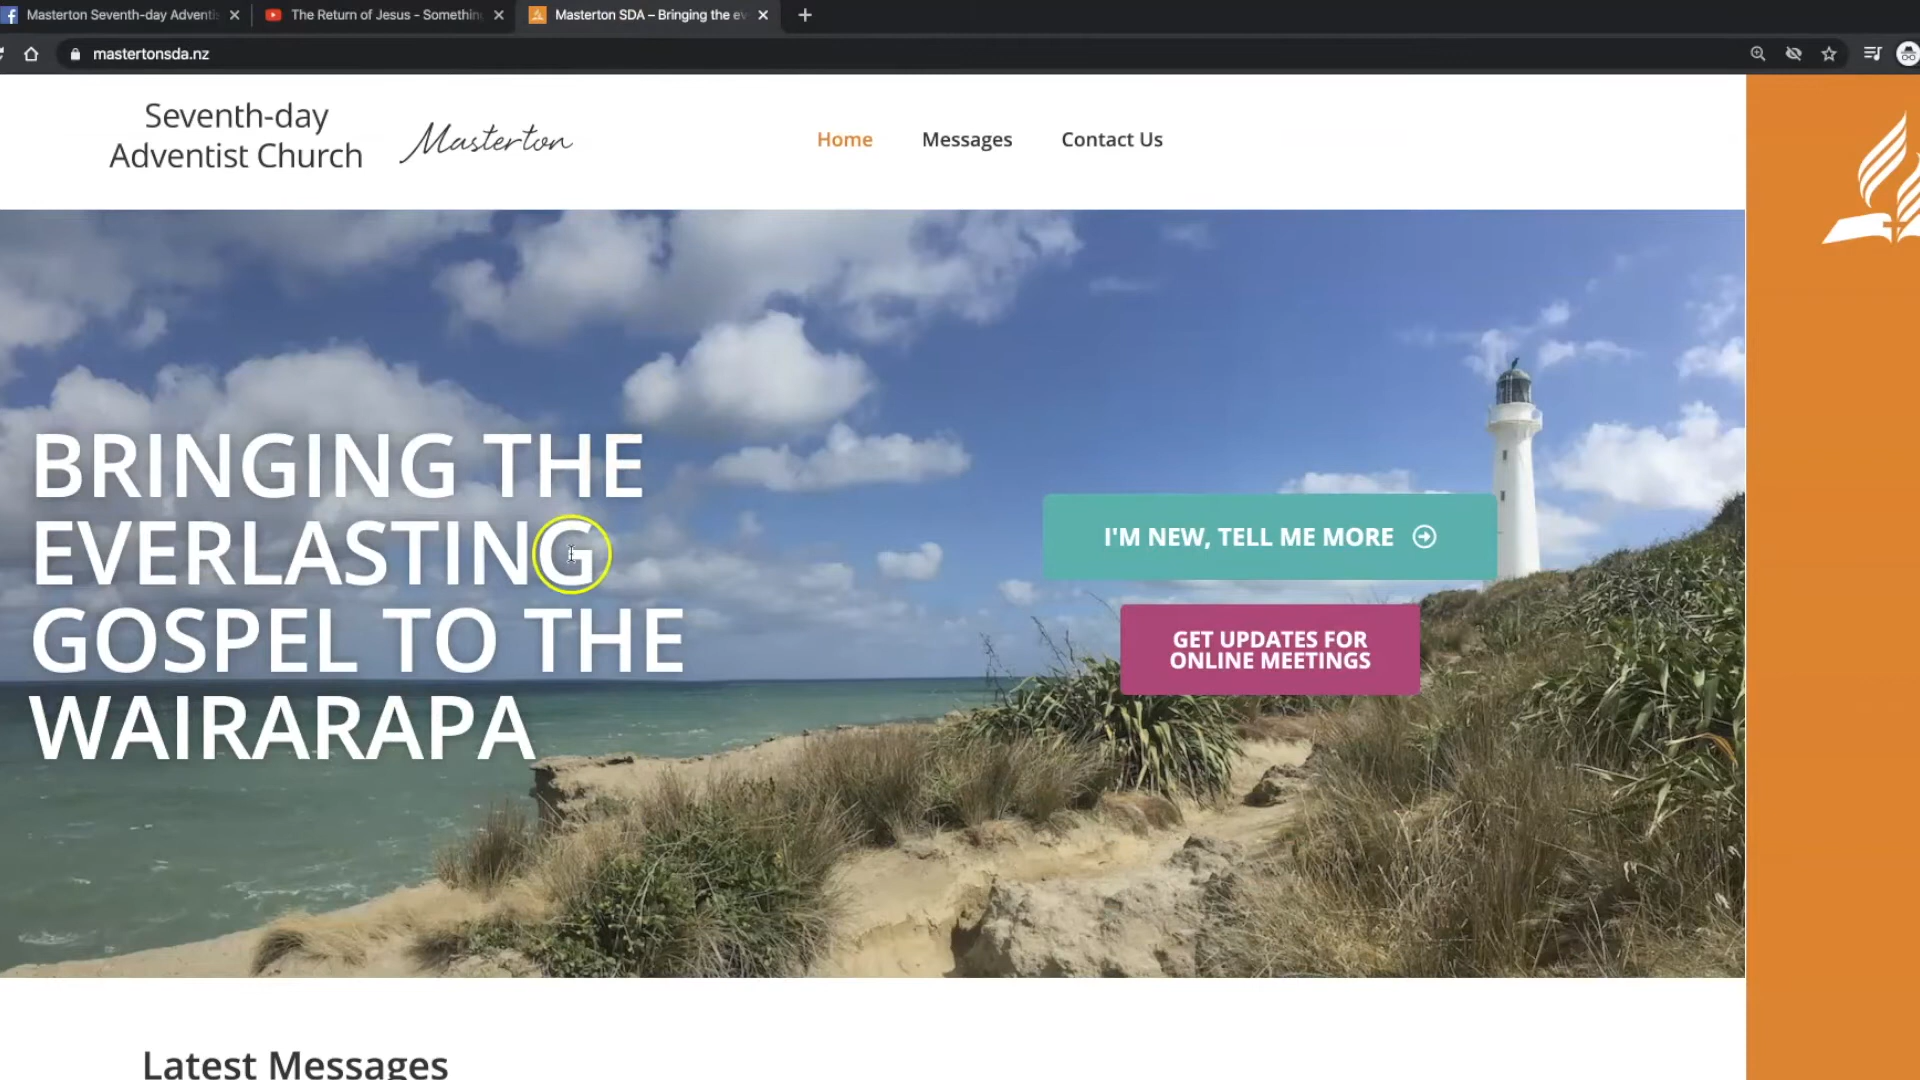 Masterton Seventh-day Adventi
The Return of Jesus - Somethin
Masterton SDA – Bringing the ev
mastertonsda.nz
Seventh-day
Adventist Church
Masterton
Home
Messages
Contact Us
BRINGING THE
EVERLASTING
GOSPEL TO THE
WAIRARAPA
I'M NEW, TELL ME MORE
GET UPDATES FOR
ONLINE MEETINGS
Latest Messages